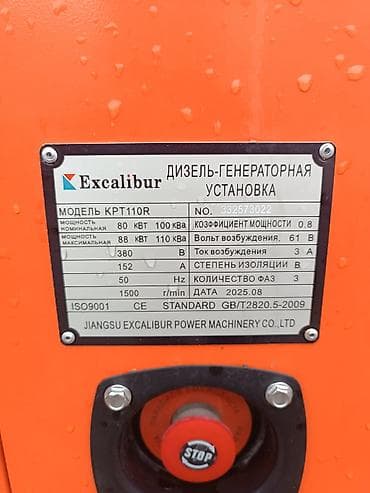 Excalibur ДИЗЕЛЬ-ГЕНЕРАТОРНАЯ
УСТАНОВКА
МОДЕЛЬ KPT110R NO. 332573022
МОЩНОСТЬ НОМИНАЛЬНАЯ 80 КВТ 100 КВа КОЭФФИЦИЕНТ МОЩНОСТИ 0.8
МОЩНОСТЬ МАКСИМАЛЬНАЯ 88 КВТ 110 КВа Вольт возбуждения. 61 В
380 В Ток возбуждения. 3 А
152 А СТЕПЕНЬ ИЗОЛЯЦИИ В
50 Hz КОЛИЧЕСТВО ФАЗ 3
1500 r/min ДАТА 2025.08
ISO9001 CE STANDARD GB/T2820.5-2009
JIANGSU EXCALIBUR POWER MACHINERY CO.,LTD
STOP